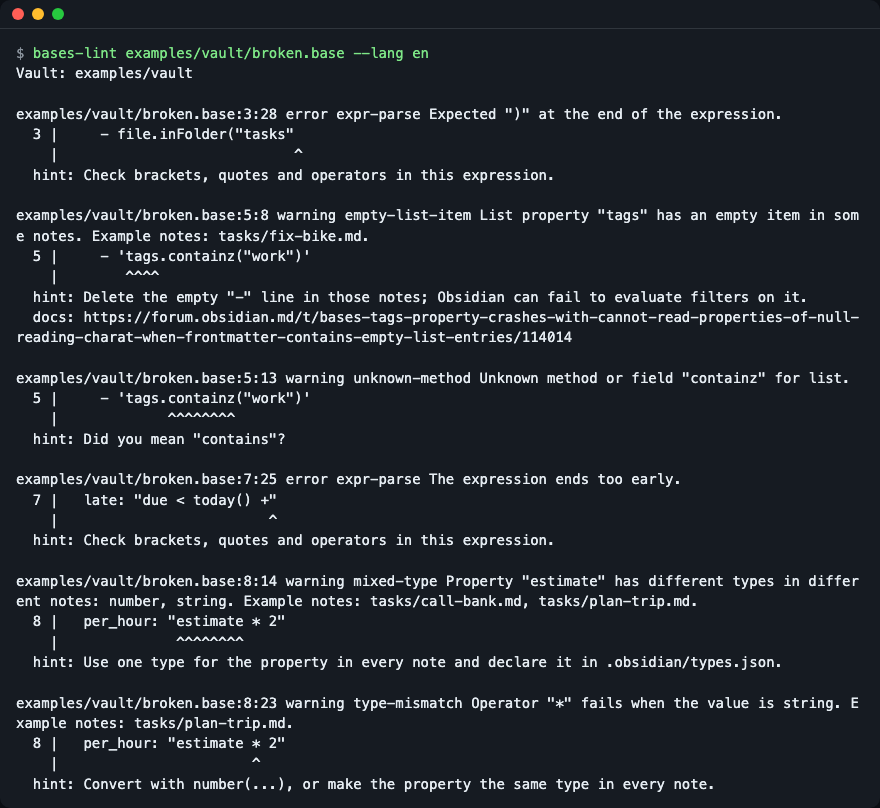 $ bases-lint examples/vault/broken.base --lang en
Vault: examples/vault

examples/vault/broken.base:3:28 error expr-parse Expected ")" at the end of the expression.
  3 |     - file.inFolder("tasks"
    |                            ^
  hint: Check brackets, quotes and operators in this expression.

examples/vault/broken.base:5:8 warning empty-list-item List property "tags" has an empty item in som
e notes. Example notes: tasks/fix-bike.md.
  5 |     - 'tags.containz("work")'
    |        ^^^^
  hint: Delete the empty "-" line in those notes; Obsidian can fail to evaluate filters on it.
  docs: https://forum.obsidian.md/t/bases-tags-property-crashes-with-cannot-read-properties-of-null-
reading-charat-when-frontmatter-contains-empty-list-entries/114014

examples/vault/broken.base:5:13 warning unknown-method Unknown method or field "containz" for list.
  5 |     - 'tags.containz("work")'
    |             ^^^^^^^^
  hint: Did you mean "contains"?

examples/vault/broken.base:7:25 error expr-parse The expression ends too early.
  7 |   late: "due < today() +"
    |                         ^
  hint: Check brackets, quotes and operators in this expression.

examples/vault/broken.base:8:14 warning mixed-type Property "estimate" has different types in differ
ent notes: number, string. Example notes: tasks/call-bank.md, tasks/plan-trip.md.
  8 |   per_hour: "estimate * 2"
    |              ^^^^^^^^
  hint: Use one type for the property in every note and declare it in .obsidian/types.json.

examples/vault/broken.base:8:23 warning type-mismatch Operator "*" fails when the value is string. E
xample notes: tasks/plan-trip.md.
  8 |   per_hour: "estimate * 2"
    |                       ^
  hint: Convert with number(...), or make the property the same type in every note.